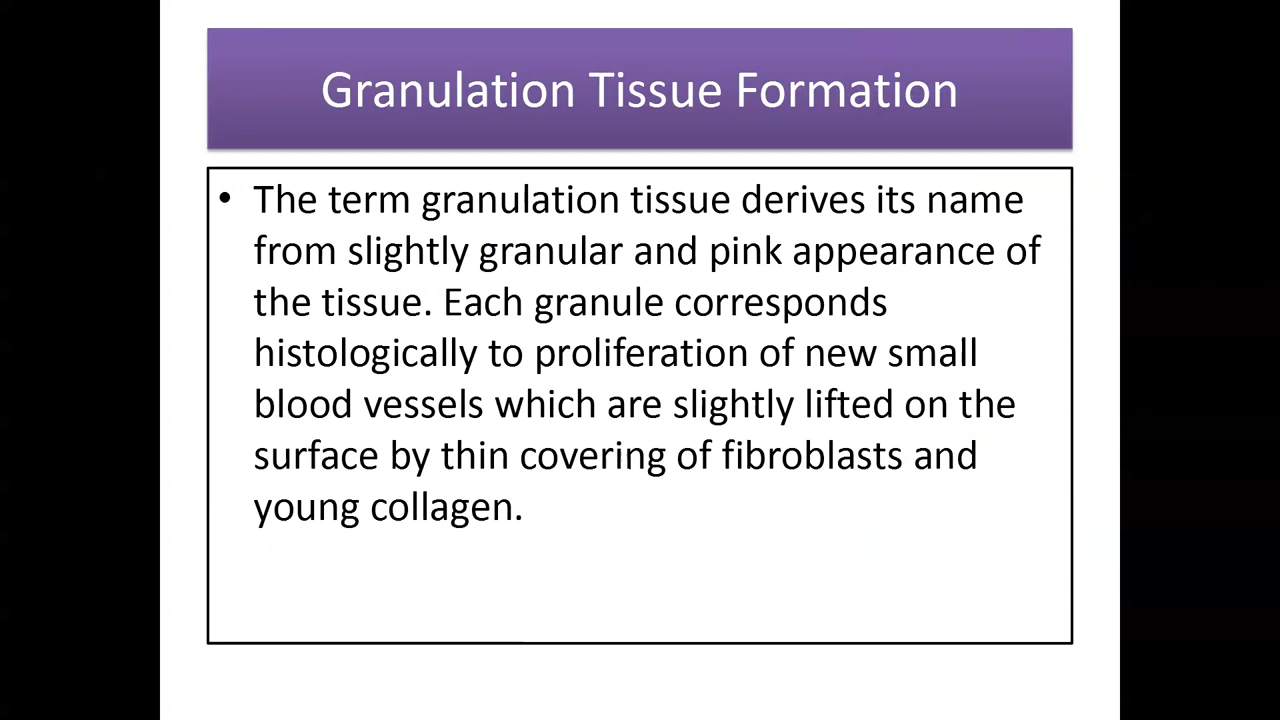 Granulation Tissue Formation
• The term granulation tissue derives its name
from slightly granular and pink appearance of
the tissue. Each granule corresponds
histologically to proliferation of new small
blood vessels which are slightly lifted on the
surface by thin covering of fibroblasts and
young collagen.